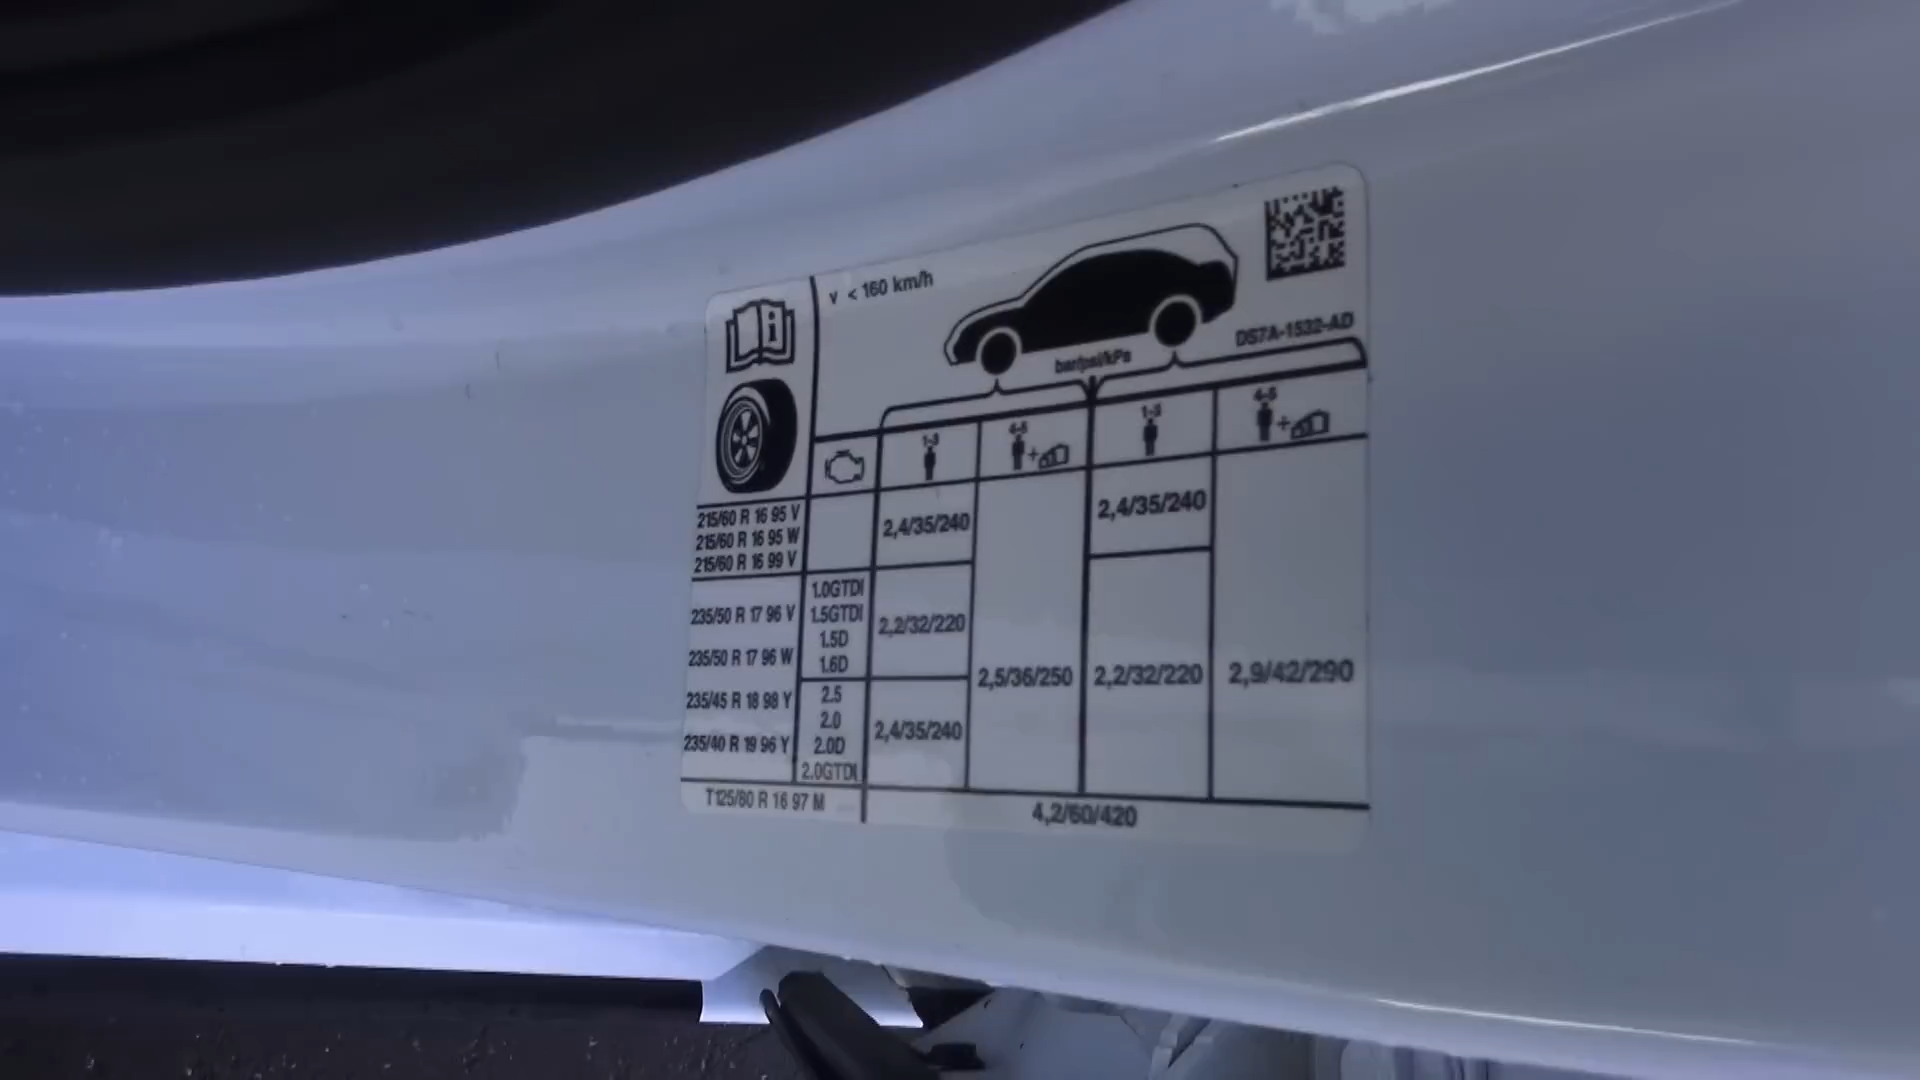 i
v < 160 km/h
DS7A-1532-AD
bar/psi/kPa
1-3
4-5
+
1-3
4-5
+
215/60 R 16 95 V
215/60 R 16 95 W
215/60 R 16 99 V
2,4/35/240
2,4/35/240
235/50 R 17 96 V
235/50 R 17 96 W
235/45 R 18 98 Y
235/40 R 19 96 Y
1.0GTDI
1.5GTDI
1.5D
1.6D
2,2/32/220
2.5
2.0
2.0D
2.0GTDI
2,4/35/240
2,5/36/250
2,2/32/220
2,9/42/290
T125/80 R 16 97 M
4,2/60/420